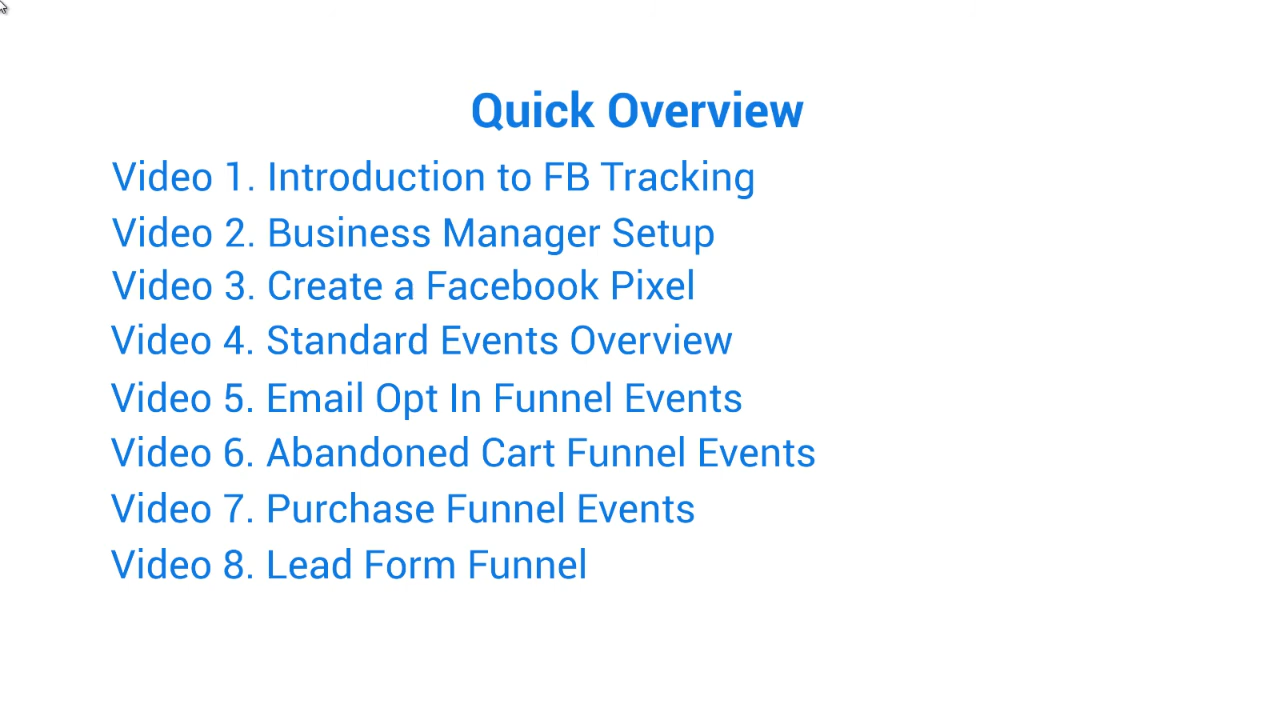 Quick Overview
Video 1. Introduction to FB Tracking
Video 2. Business Manager Setup
Video 3. Create a Facebook Pixel
Video 4. Standard Events Overview
Video 5. Email Opt In Funnel Events
Video 6. Abandoned Cart Funnel Events
Video 7. Purchase Funnel Events
Video 8. Lead Form Funnel